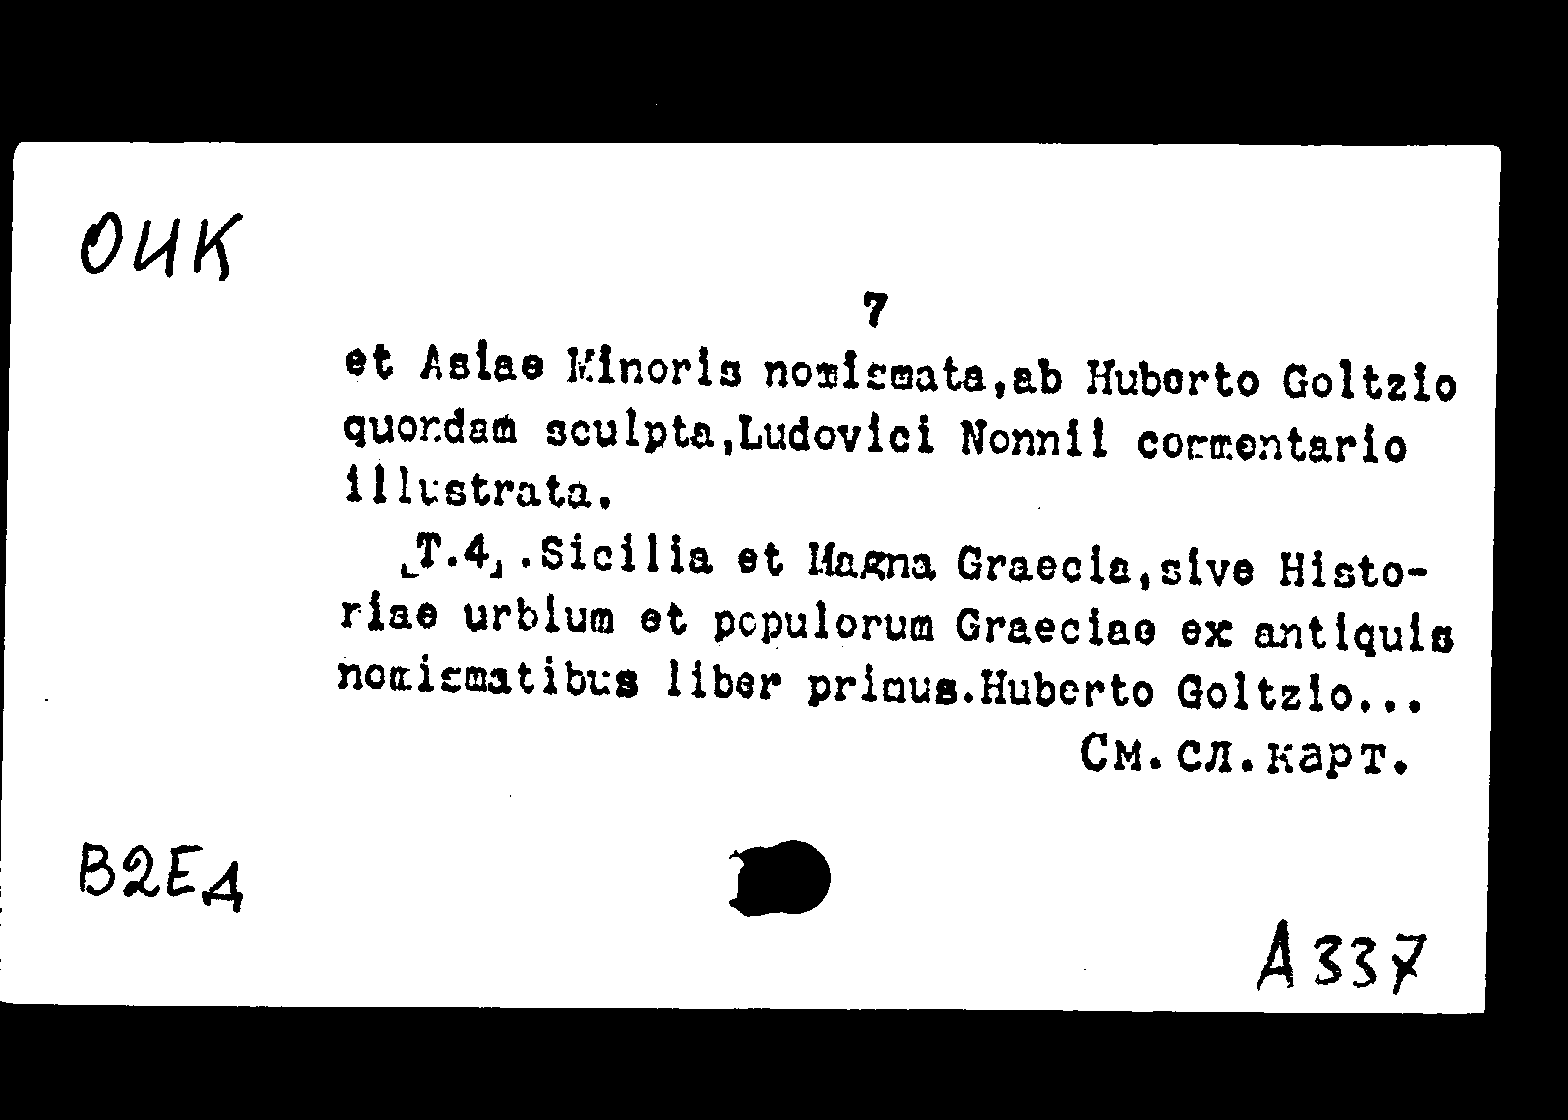 ОИК
7
et Asiae Minoris nomismata,ab Huberto Goltzio
quondam sculpta,Ludovici Nonnii commentario
illustrata.
[T.4].Sicilia et Magna Graecia,sive Histo-
riae urbium et populorum Graeciae ex antiquis
nomismatibus liber primus.Huberto Goltzio...
См.сл.карт.
В2ЕД
А337